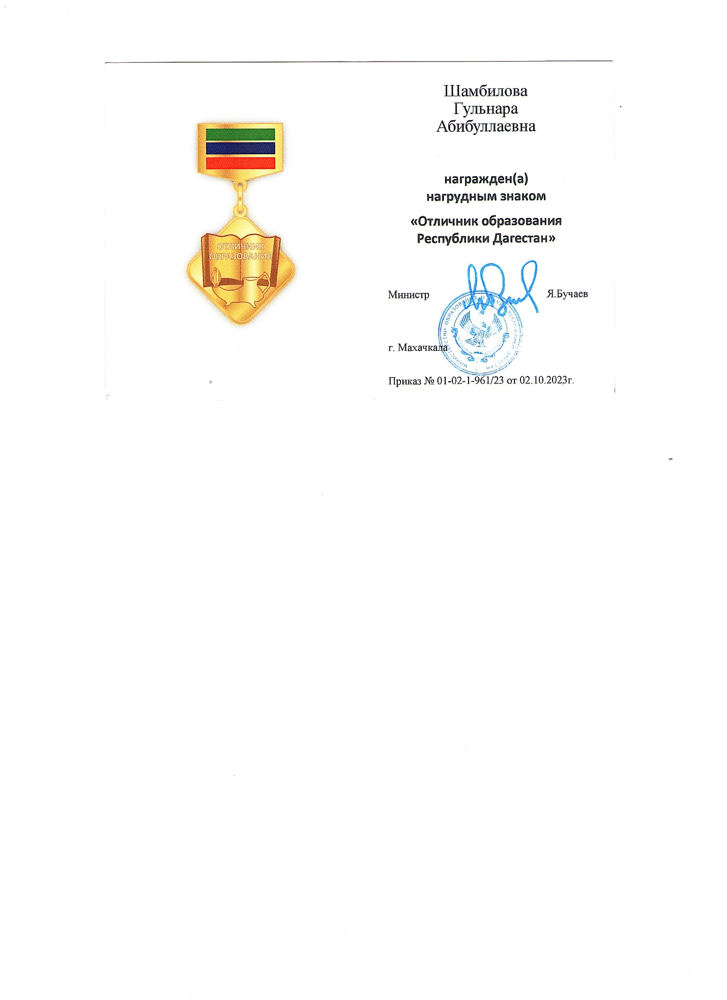 ОТЛИЧНИК
ОБРАЗОВАНИЯ
Шамбилова
Гульнара
Абибуллаевна
награжден(а)
нагрудным знаком
«Отличник образования
Республики Дагестан»
Министр
Я.Бучаев
МИНИСТЕРСТВО ОБРАЗОВАНИЯ И НАУКИ РЕСПУБЛИКИ ДАГЕСТАН
г. Махачкала
Приказ № 01-02-1-961/23 от 02.10.2023г.